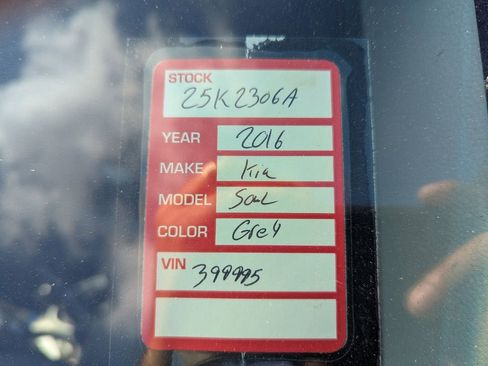 STOCK
25K2306A
YEAR 2016
MAKE Kia
MODEL Soul
COLOR Grey
VIN
399995